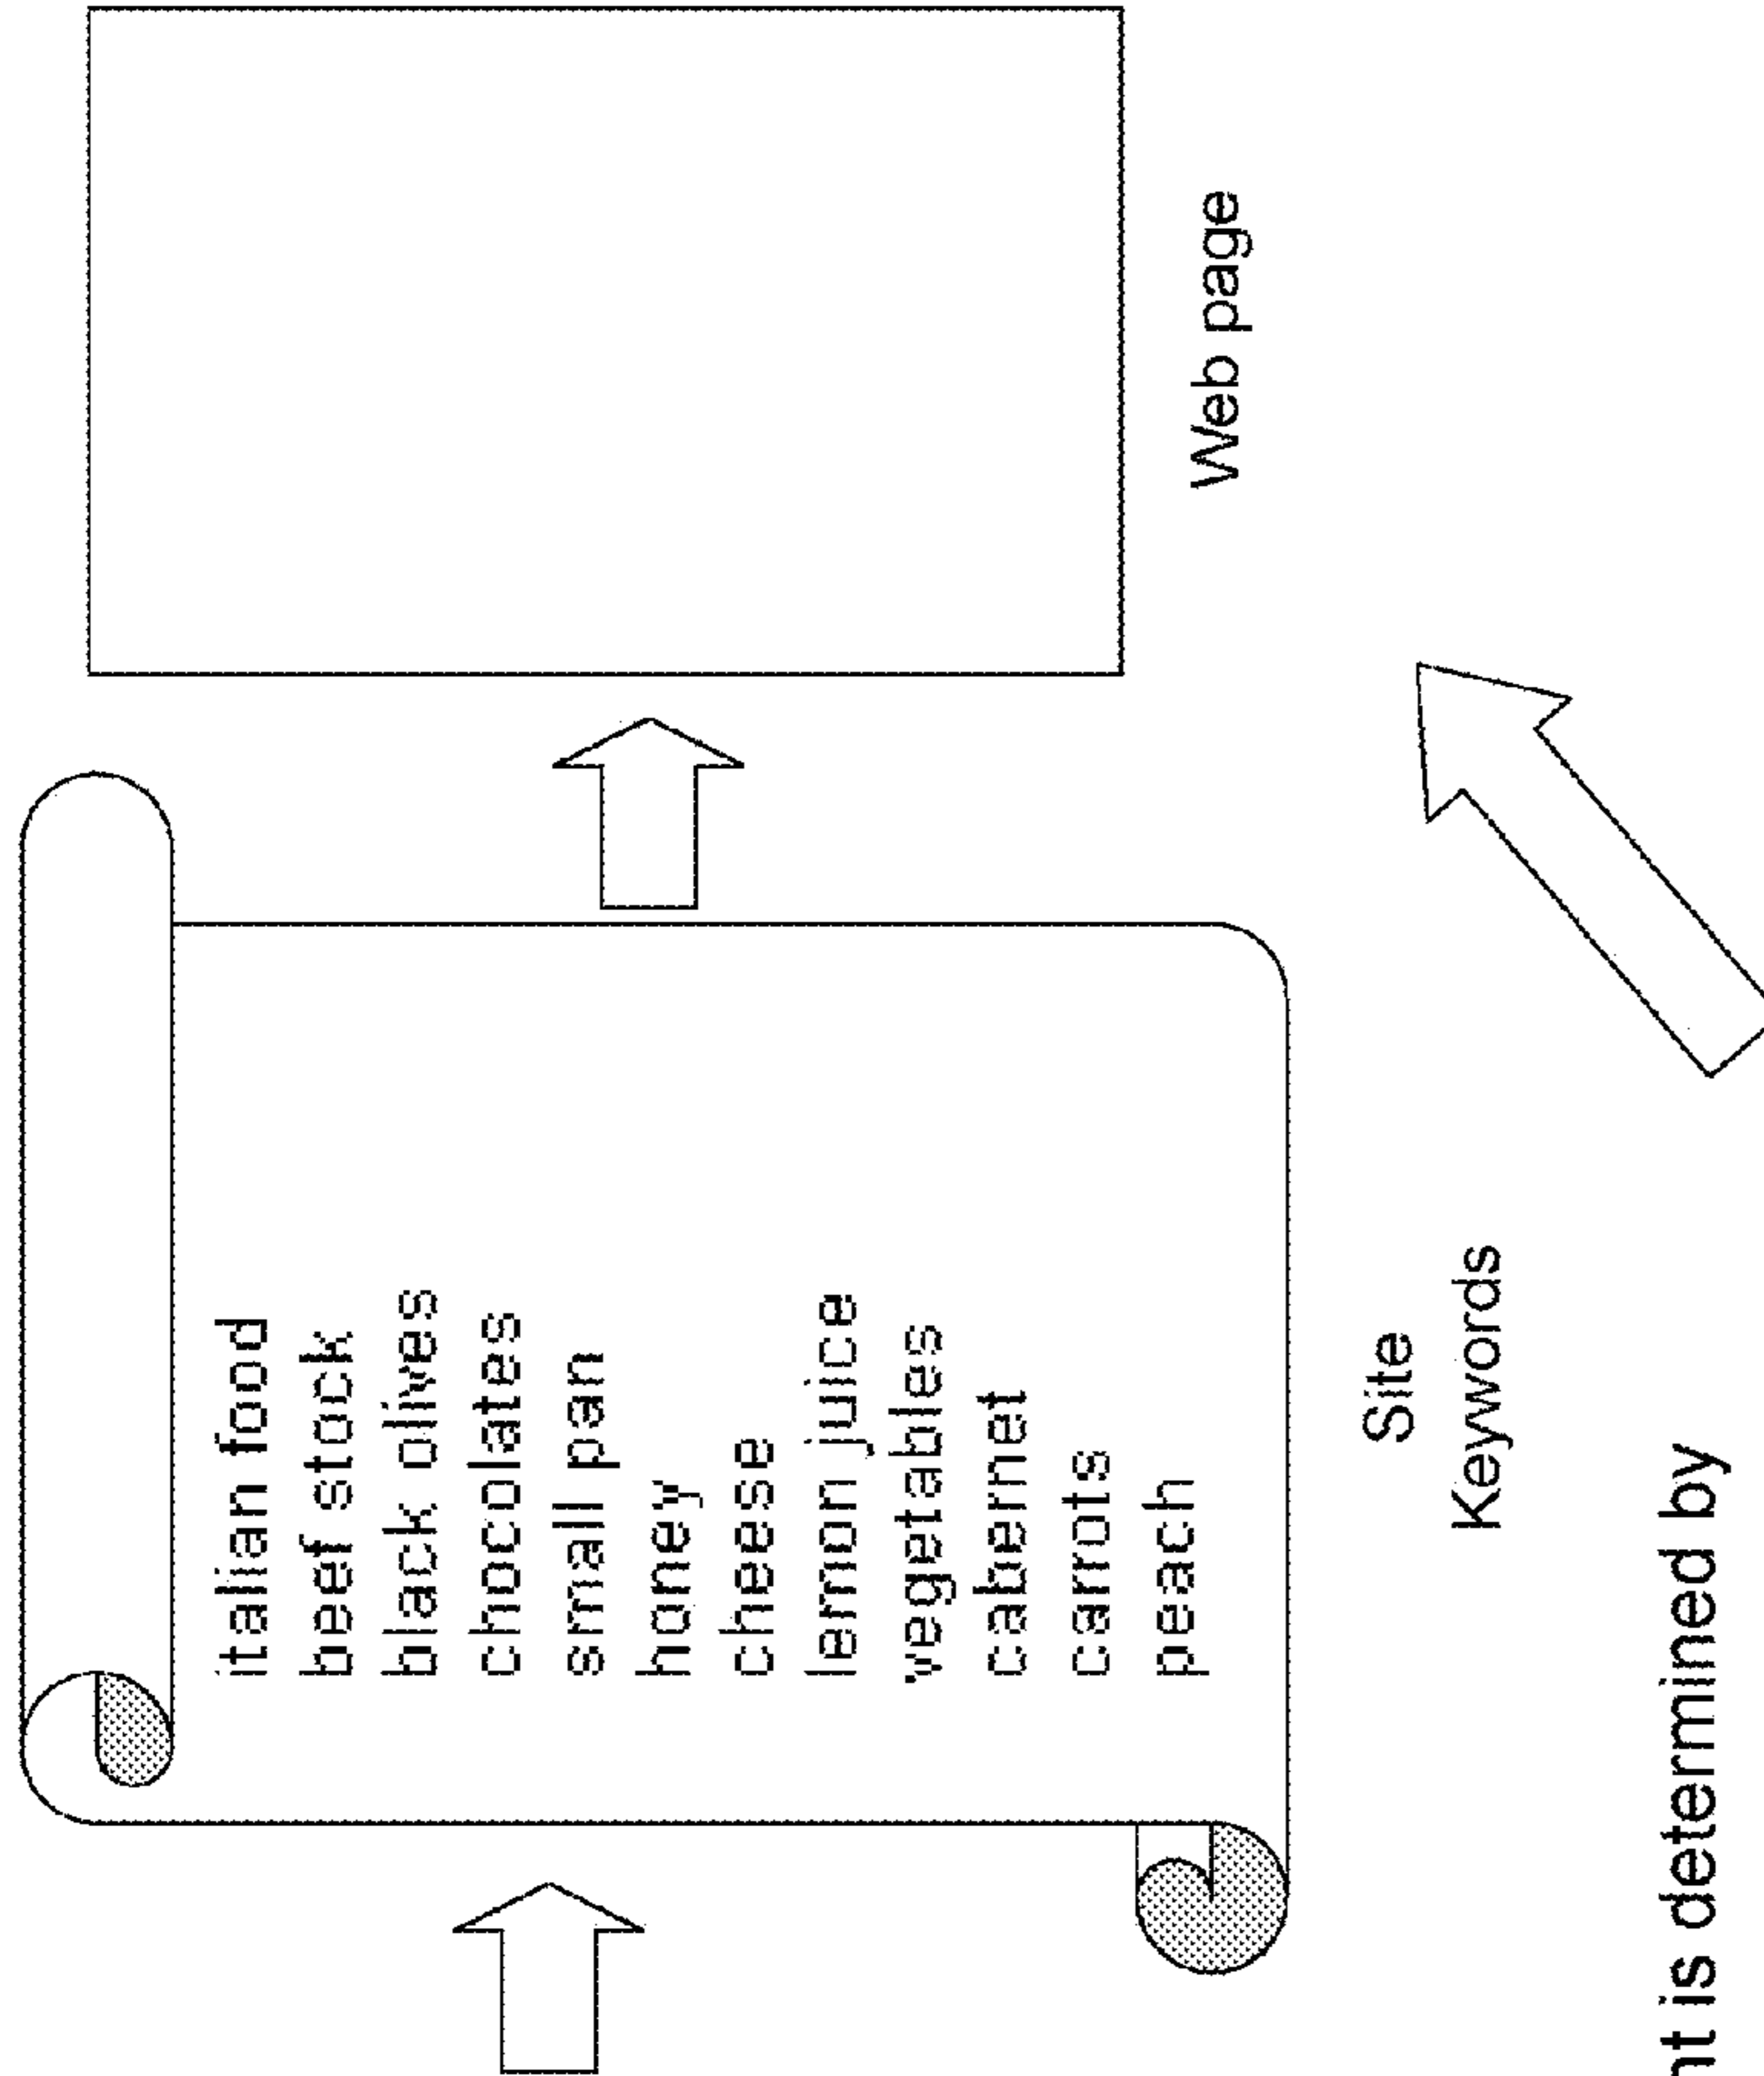 italian food
beef stock
black olives
chocolates
small pan
honey
cheese
lemon juice
vegetables
cabernet
carrots
peach
Web page
Site
Keywords
nt is determined by